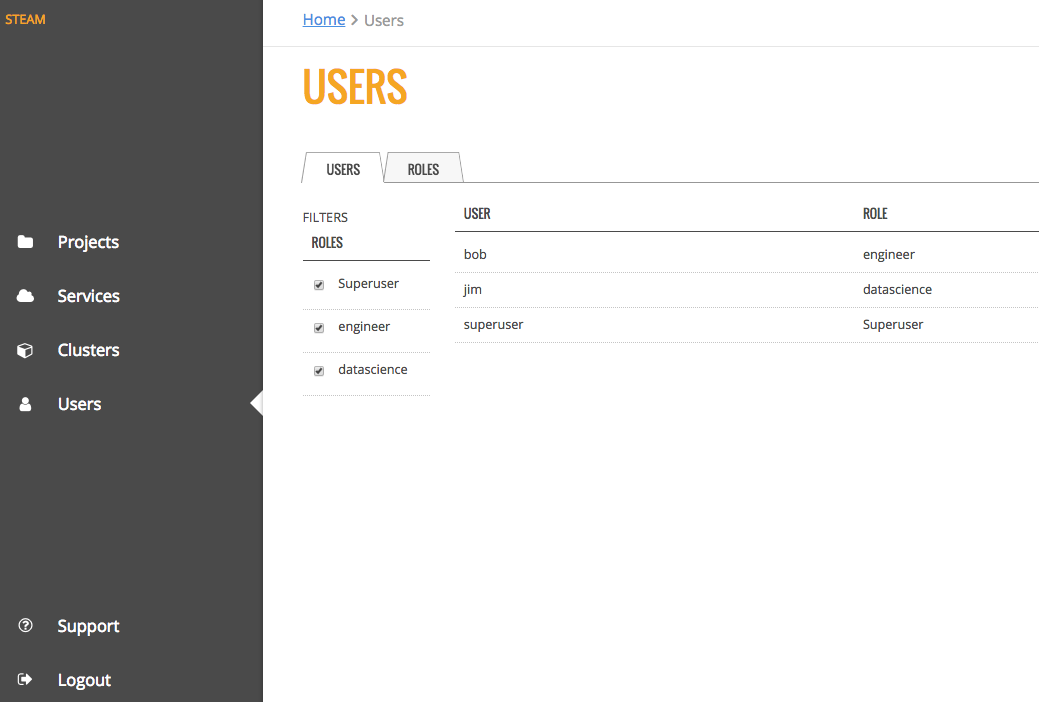 STEAM
Projects
Services
Clusters
Users
Support
Logout
Home > Users
USERS
USERS ROLES
FILTERS
ROLES
Superuser
engineer
datascience
USER ROLE
bob engineer
jim datascience
superuser Superuser